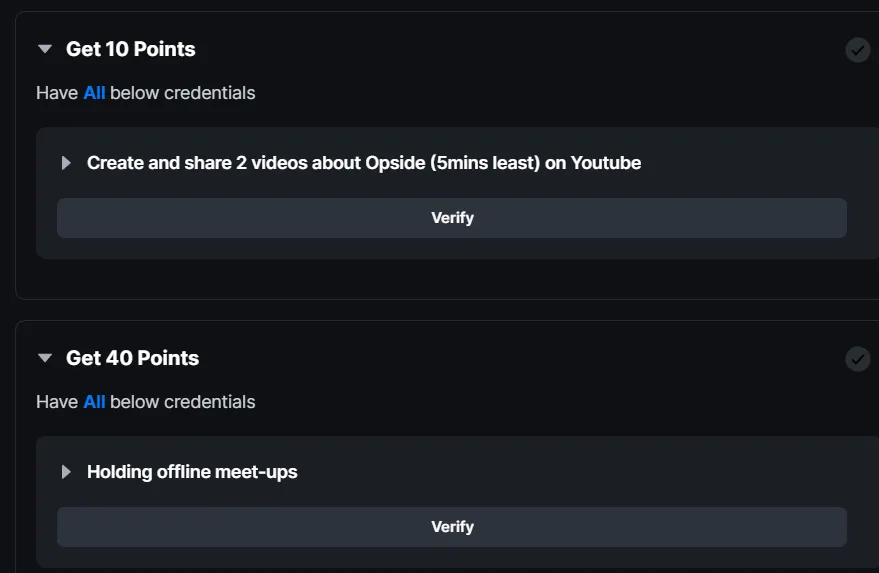 Get 10 Points
Have All below credentials
Create and share 2 videos about Opside (5mins least) on Youtube
Verify
Get 40 Points
Have All below credentials
Holding offline meet-ups
Verify